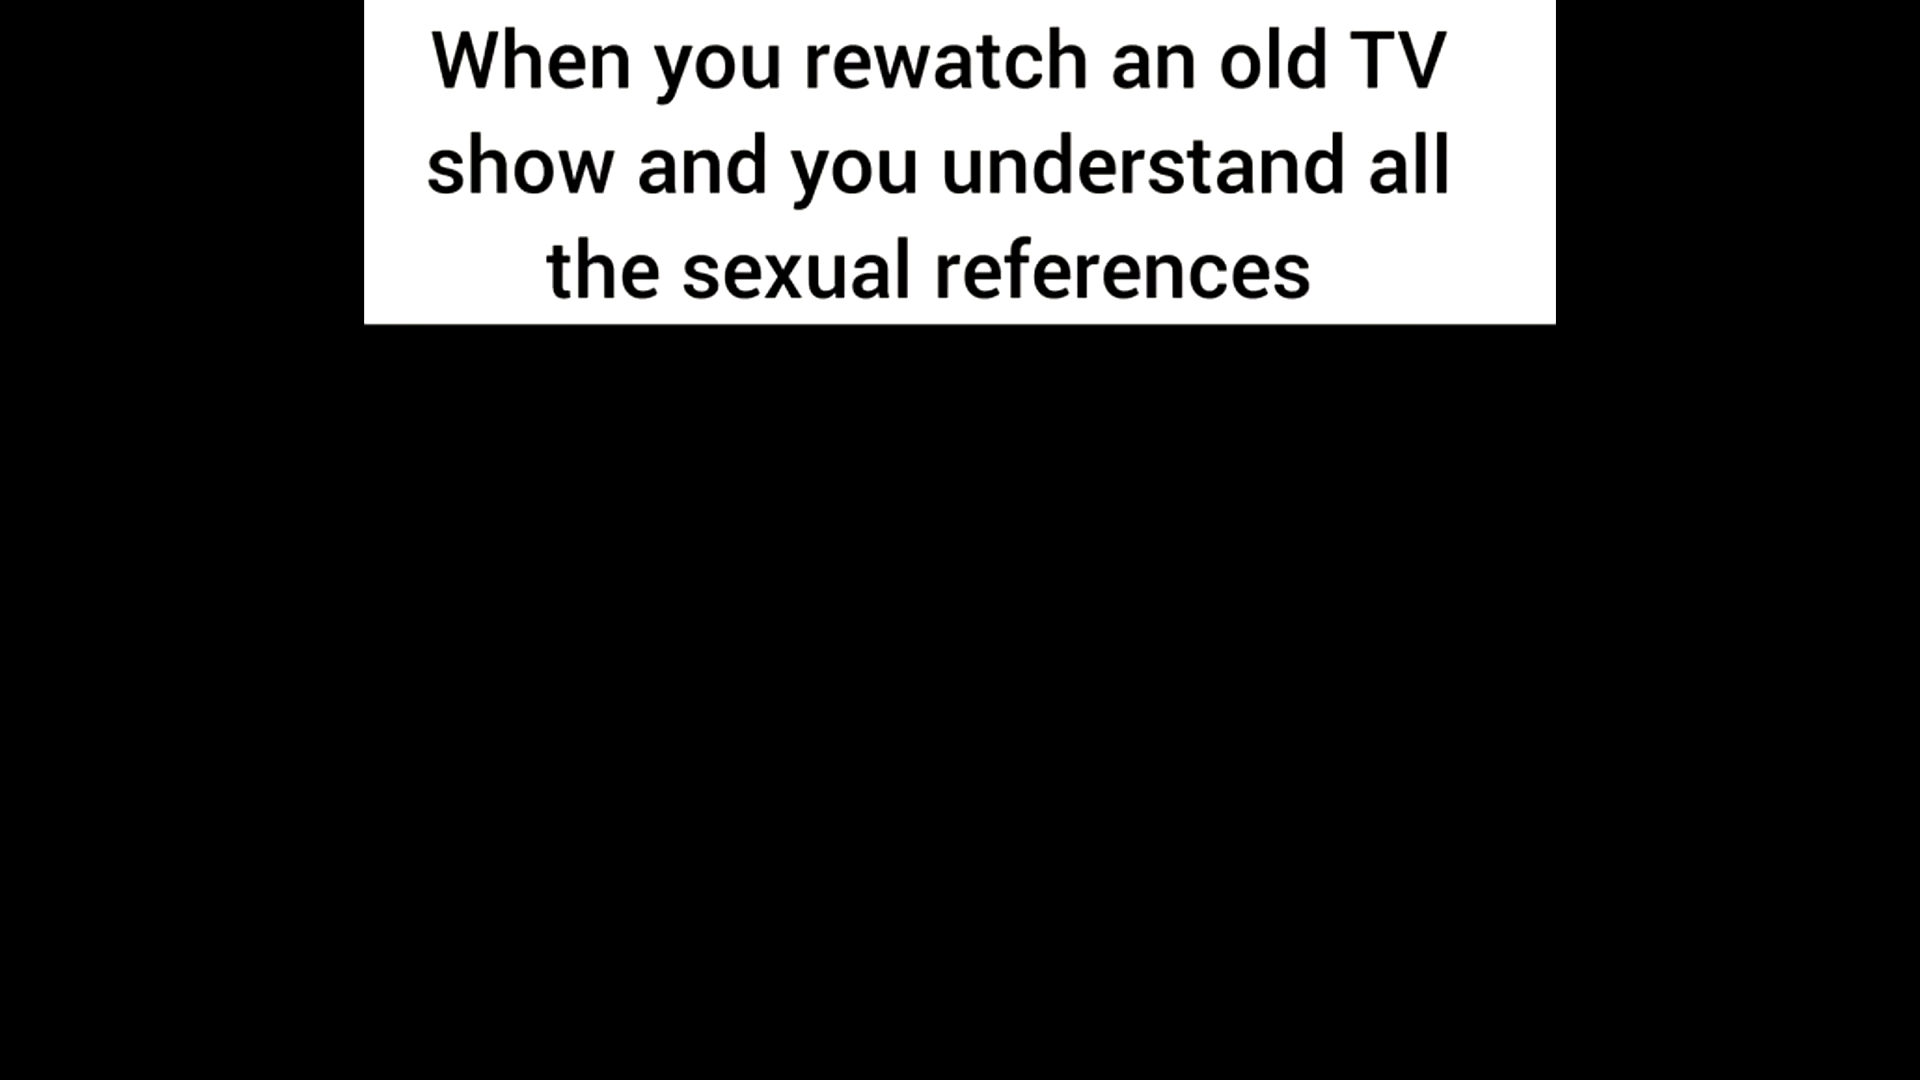 When you rewatch an old TV
show and you understand all
the sexual references